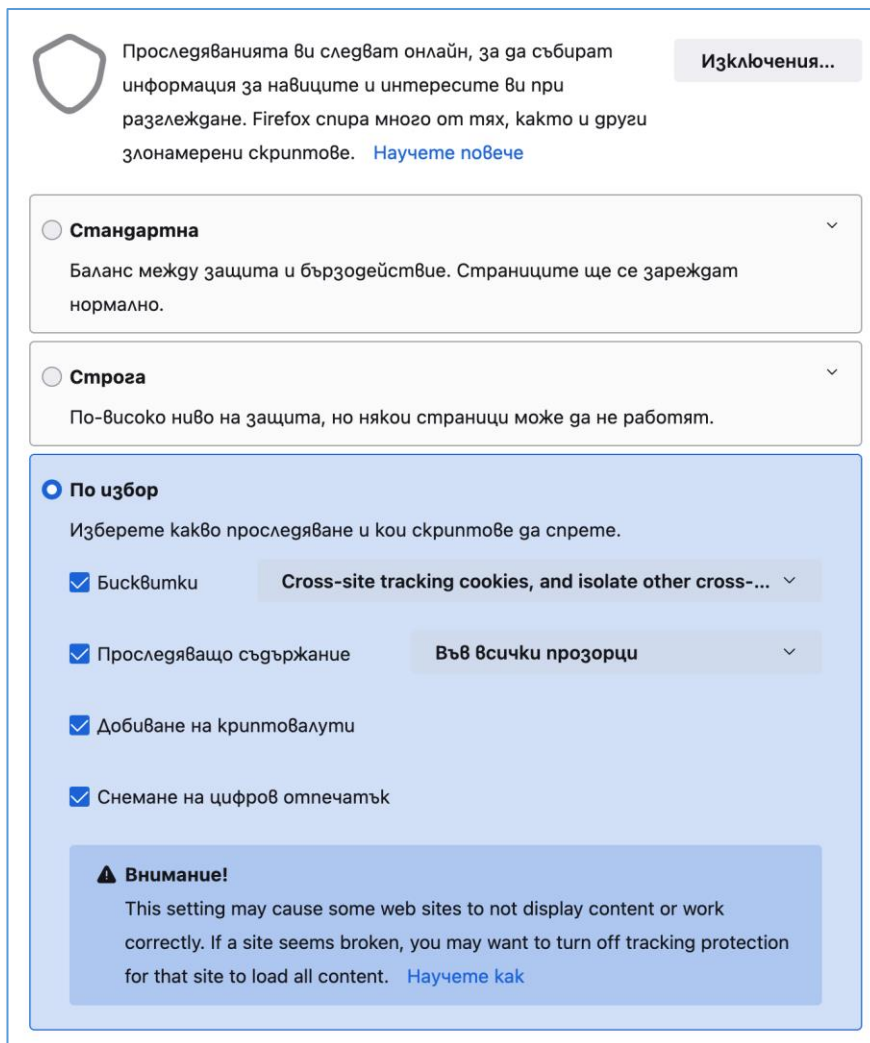 Проследяванията ви следват онлайн, за да събират
информация за навиците и интересите ви при
разглеждане. Firefox спира много от тях, както и други
злонамерени скриптове. Научете повече
Изключения...
Стандартна
Баланс между защита и бързодействие. Страниците ще се зареждат
нормално.
Строга
По-високо ниво на защита, но някои страници може да не работят.
По избор
Изберете какво проследяване и кои скриптове да спрете.
Бисквитки
Cross-site tracking cookies, and isolate other cross-...
Проследяващо съдържание
Във всички прозорци
Добиване на криптовалути
Снемане на цифров отпечатък
Внимание!
This setting may cause some web sites to not display content or work
correctly. If a site seems broken, you may want to turn off tracking protection
for that site to load all content. Научете как